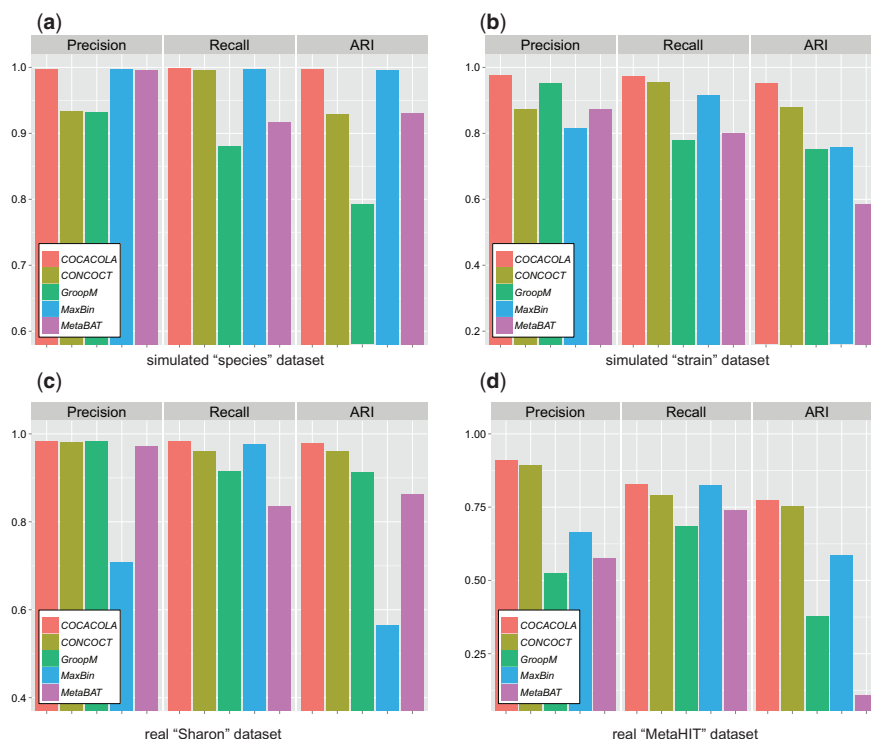 (a)
Precision Recall ARI
1.0
0.9
0.8
0.7
0.6
COCACOLA
CONCOCT
GroopM
MaxBin
MetaBAT
simulated “species” dataset
(b)
Precision Recall ARI
1.0
0.8
0.6
0.4
0.2
COCACOLA
CONCOCT
GroopM
MaxBin
MetaBAT
simulated “strain” dataset
(c)
Precision Recall ARI
1.0
0.8
0.6
0.4
COCACOLA
CONCOCT
GroopM
MaxBin
MetaBAT
real “Sharon” dataset
(d)
Precision Recall ARI
1.00
0.75
0.50
0.25
COCACOLA
CONCOCT
GroopM
MaxBin
MetaBAT
real “MetaHIT” dataset